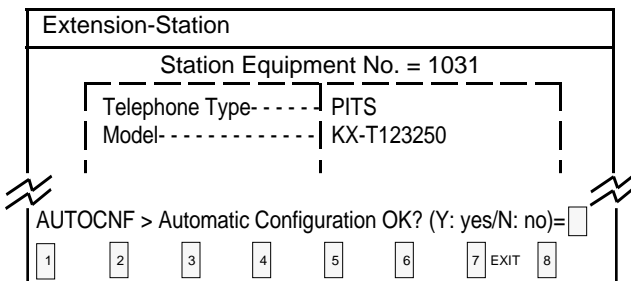 Extension-Station
Station Equipment No. = 1031
Telephone Type- - - - - - PITS
Model- - - - - - - - - - - - - KX-T123250
AUTOCNF > Automatic Configuration OK? (Y: yes/N: no)=
1 2 3 4 5 6 7 EXIT 8